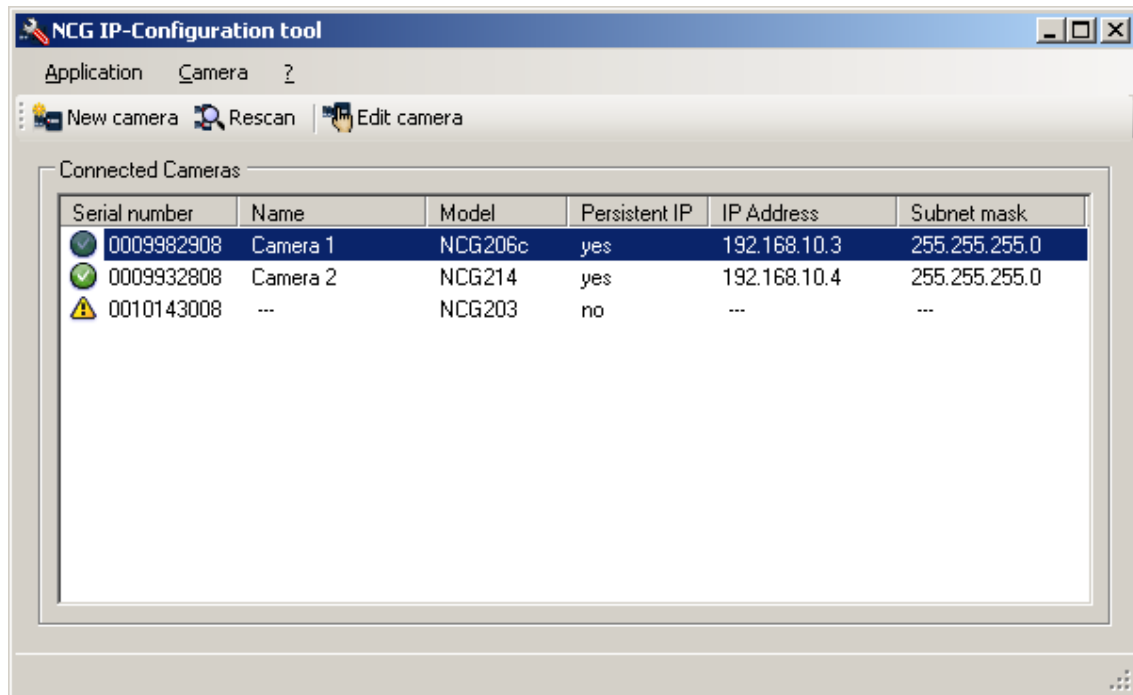 NCG IP-Configuration tool
Application Camera ?
New camera Rescan Edit camera
Connected Cameras
Serial number Name Model Persistent IP IP Address Subnet mask
0009982908 Camera 1 NCG206c yes 192.168.10.3 255.255.255.0
0009932808 Camera 2 NCG214 yes 192.168.10.4 255.255.255.0
0010143008 --- NCG203 no --- ---